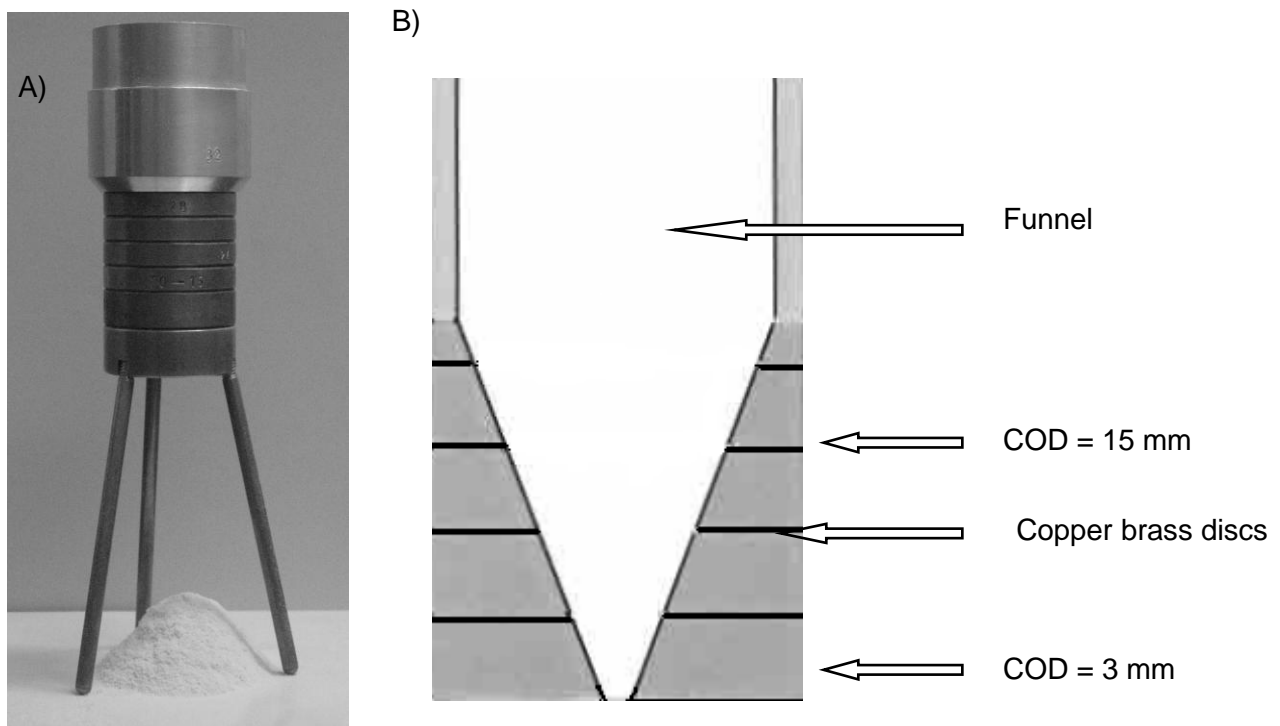 A)
B)
Funnel
COD = 15 mm
Copper brass discs
COD = 3 mm